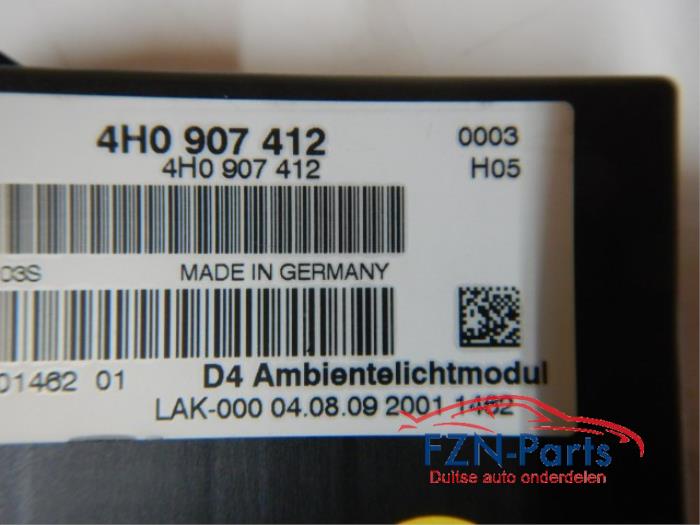 4H0 907 412 0003
4H0 907 412 H05
03S MADE IN GERMANY
01462 01 D4 Ambientelichtmodul
LAK-000 04.08.09 2001 1462
FZN-Parts
Duitse auto onderdelen